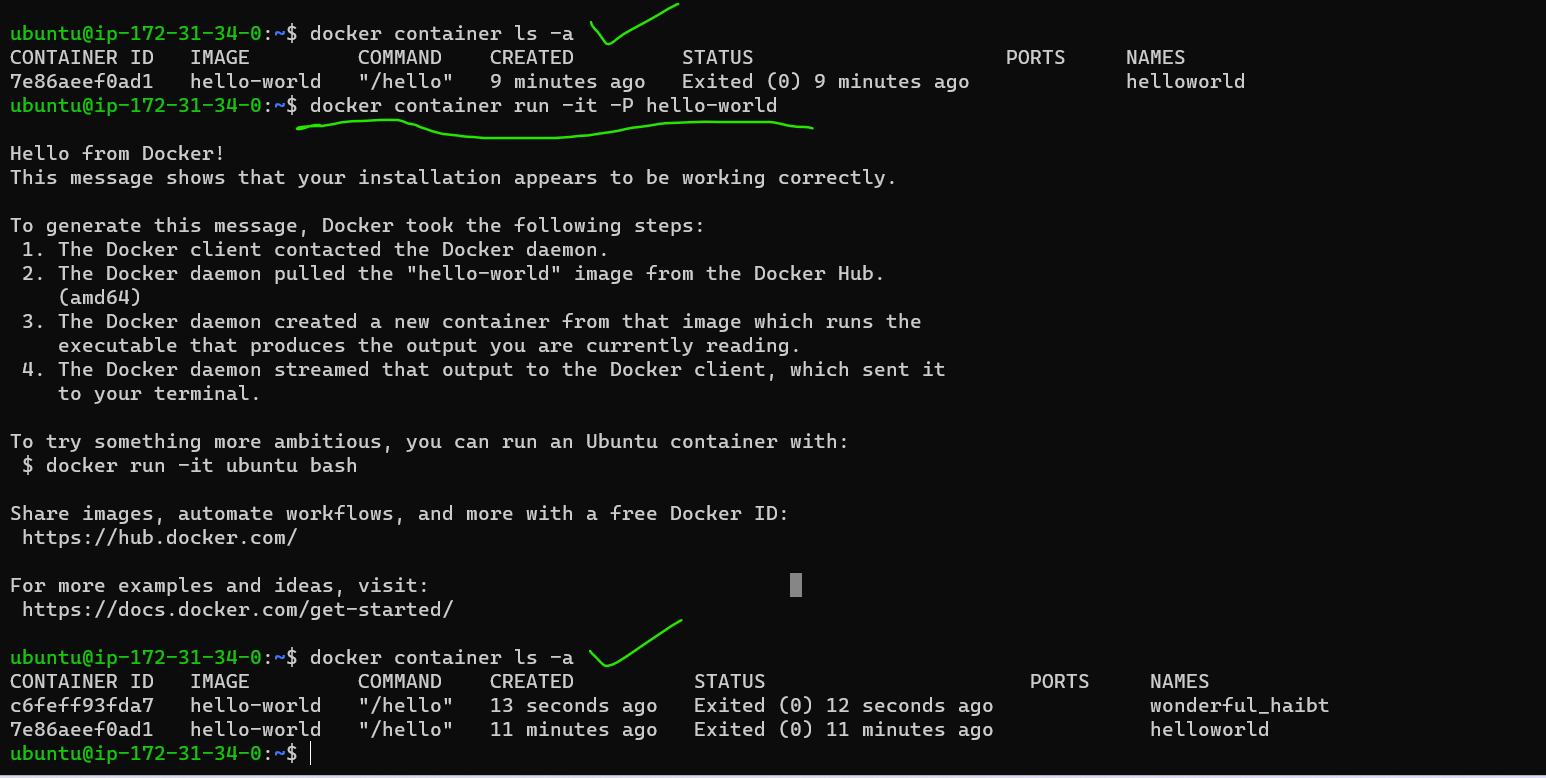 ubuntu@ip-172-31-34-0:~$ docker container ls -a
CONTAINER ID   IMAGE         COMMAND    CREATED         STATUS                     PORTS     NAMES
7e86aeef0ad1   hello-world   "/hello"   9 minutes ago   Exited (0) 9 minutes ago             helloworld
ubuntu@ip-172-31-34-0:~$ docker container run -it -P hello-world
Hello from Docker!
This message shows that your installation appears to be working correctly.
To generate this message, Docker took the following steps:
 1. The Docker client contacted the Docker daemon.
 2. The Docker daemon pulled the "hello-world" image from the Docker Hub.
    (amd64)
 3. The Docker daemon created a new container from that image which runs the
    executable that produces the output you are currently reading.
 4. The Docker daemon streamed that output to the Docker client, which sent it
    to your terminal.
To try something more ambitious, you can run an Ubuntu container with:
 $ docker run -it ubuntu bash
Share images, automate workflows, and more with a free Docker ID:
 https://hub.docker.com/
For more examples and ideas, visit:
 https://docs.docker.com/get-started/
ubuntu@ip-172-31-34-0:~$ docker container ls -a
CONTAINER ID   IMAGE         COMMAND    CREATED          STATUS                      PORTS     NAMES
c6feff93fda7   hello-world   "/hello"   13 seconds ago   Exited (0) 12 seconds ago             wonderful_haibt
7e86aeef0ad1   hello-world   "/hello"   11 minutes ago   Exited (0) 11 minutes ago             helloworld
ubuntu@ip-172-31-34-0:~$